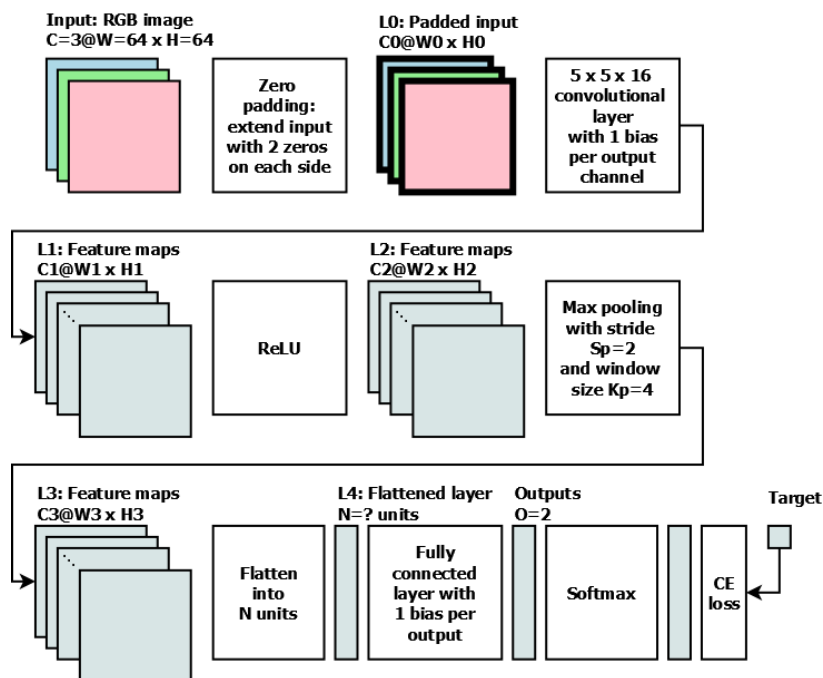 Input: RGB image
C=3@W=64 x H=64
Zero
padding:
extend input
with 2 zeros
on each side
L0: Padded input
C0@W0 x H0
5 x 5 x 16
convolutional
layer
with 1 bias
per output
channel
L1: Feature maps
C1@W1 x H1
ReLU
L2: Feature maps
C2@W2 x H2
Max pooling
with stride
Sp=2
and window
size Kp=4
L3: Feature maps
C3@W3 x H3
Flatten
into
N units
L4: Flattened layer
N=? units
Fully
connected
layer with
1 bias per
output
Outputs
O=2
Softmax
CE
loss
Target